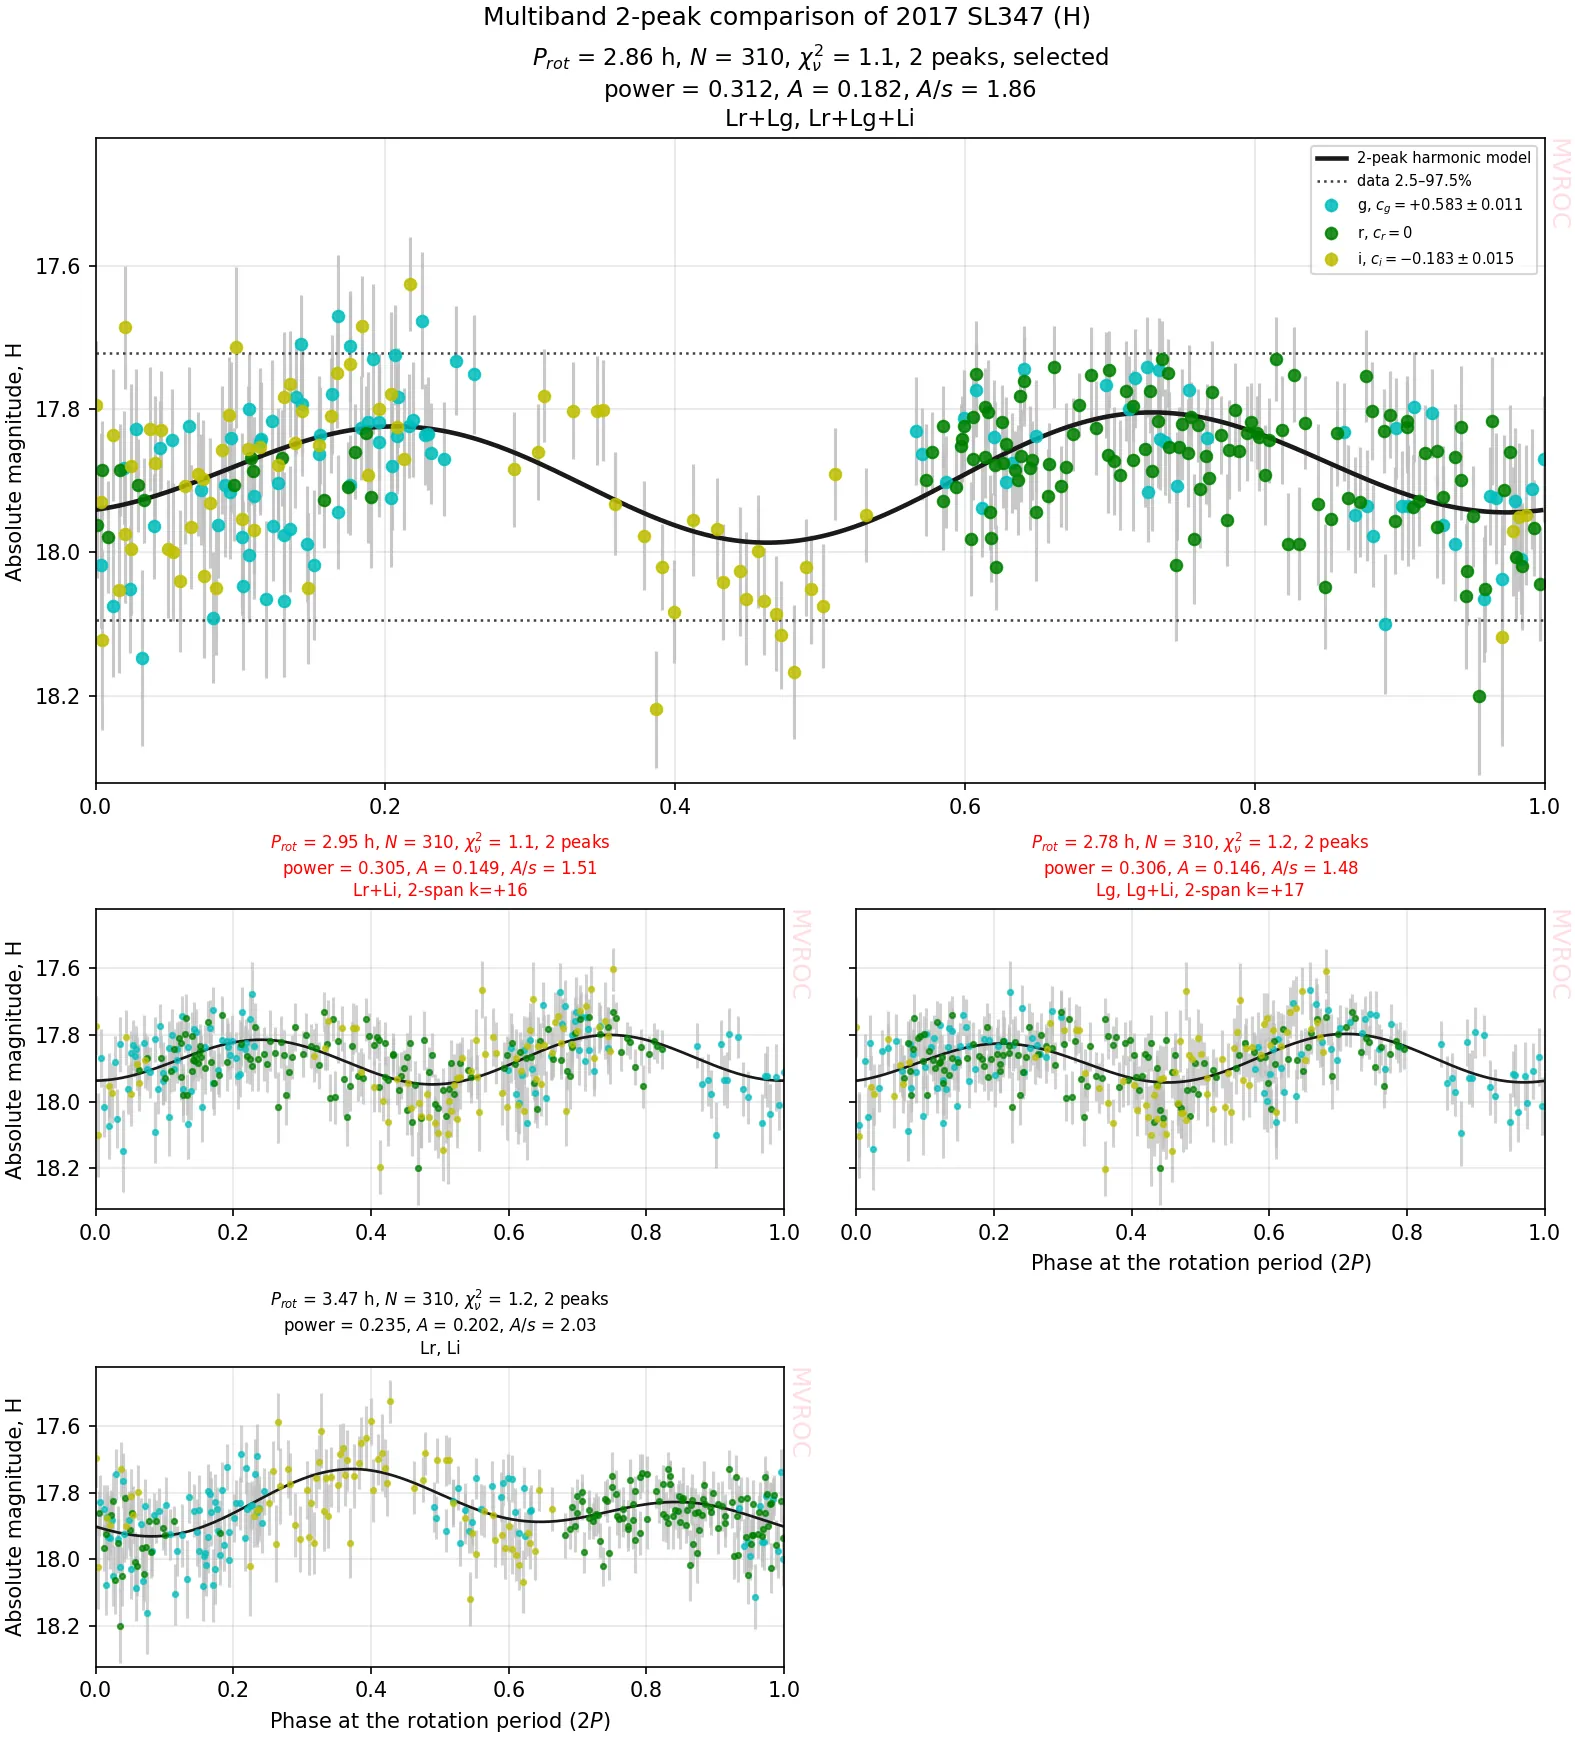 Multiband 2-peak comparison of 2017 SL347 (H)
P_rot = 2.86 h, N = 310, χ²_ν = 1.1, 2 peaks, selected
power = 0.312, A = 0.182, A/s = 1.86
Lr+Lg, Lr+Lg+Li
2-peak harmonic model
data 2.5–97.5%
g, c_g = +0.583 ± 0.011
r, c_r = 0
i, c_i = −0.183 ± 0.015
MVROC
Absolute magnitude, H
17.6
17.8
18.0
18.2
0.0 0.2 0.4 0.6 0.8 1.0
P_rot = 2.95 h, N = 310, χ²_ν = 1.1, 2 peaks
power = 0.305, A = 0.149, A/s = 1.51
Lr+Li, 2-span k=+16
MVROC
Absolute magnitude, H
17.6
17.8
18.0
18.2
0.0 0.2 0.4 0.6 0.8 1.0
P_rot = 2.78 h, N = 310, χ²_ν = 1.2, 2 peaks
power = 0.306, A = 0.146, A/s = 1.48
Lg, Lg+Li, 2-span k=+17
MVROC
0.0 0.2 0.4 0.6 0.8 1.0
Phase at the rotation period (2P)
P_rot = 3.47 h, N = 310, χ²_ν = 1.2, 2 peaks
power = 0.235, A = 0.202, A/s = 2.03
Lr, Li
MVROC
Absolute magnitude, H
17.6
17.8
18.0
18.2
0.0 0.2 0.4 0.6 0.8 1.0
Phase at the rotation period (2P)